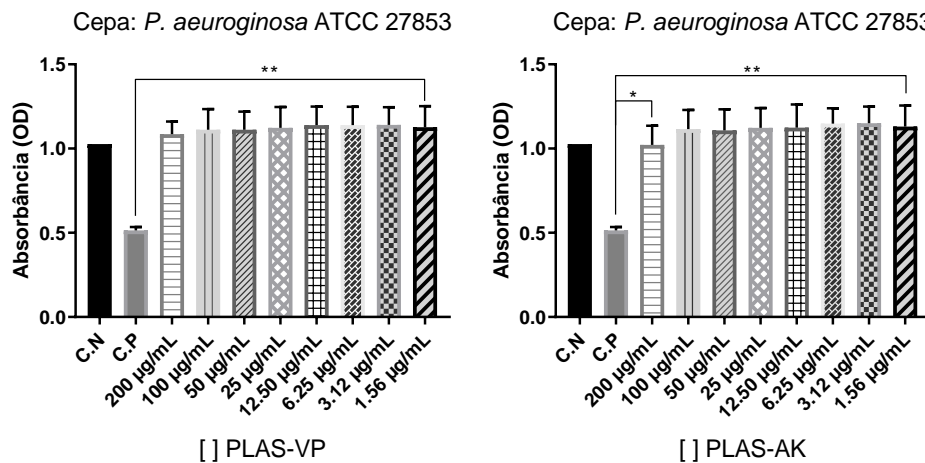 Cepa: P. aeuroginosa ATCC 27853
**
1.5
1.0
0.5
0.0
Absorbância (OD)
C.N
C.P
200 µg/mL
100 µg/mL
50 µg/mL
25 µg/mL
12.50 µg/mL
6.25 µg/mL
3.12 µg/mL
1.56 µg/mL
[ ] PLAS-VP
Cepa: P. aeuroginosa ATCC 27853
**
*
1.5
1.0
0.5
0.0
Absorbância (OD)
C.N
C.P
200 µg/mL
100 µg/mL
50 µg/mL
25 µg/mL
12.50 µg/mL
6.25 µg/mL
3.12 µg/mL
1.56 µg/mL
[ ] PLAS-AK